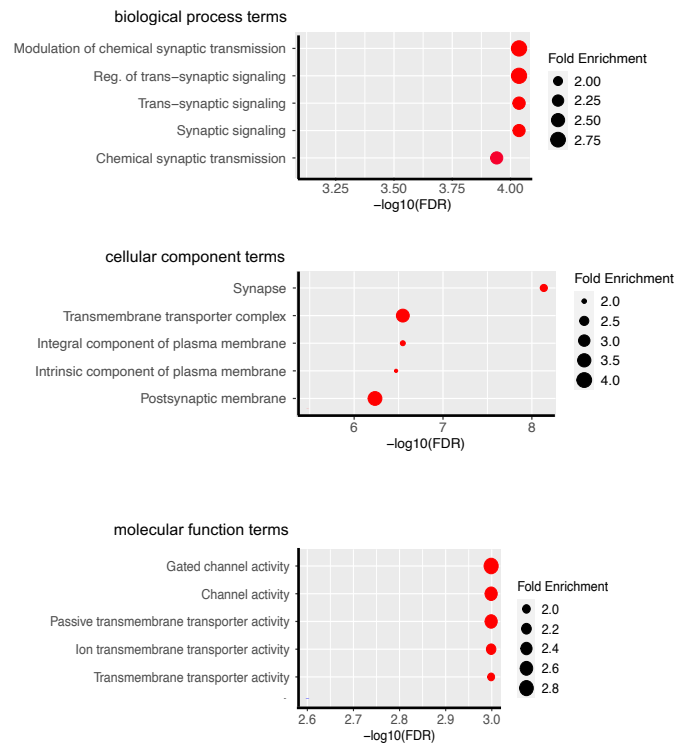 biological process terms
Modulation of chemical synaptic transmission
Reg. of trans−synaptic signaling
Trans−synaptic signaling
Synaptic signaling
Chemical synaptic transmission
3.25 3.50 3.75 4.00
−log10(FDR)
Fold Enrichment
2.00
2.25
2.50
2.75
cellular component terms
Synapse
Transmembrane transporter complex
Integral component of plasma membrane
Intrinsic component of plasma membrane
Postsynaptic membrane
6 7 8
−log10(FDR)
Fold Enrichment
2.0
2.5
3.0
3.5
4.0
molecular function terms
Gated channel activity
Channel activity
Passive transmembrane transporter activity
Ion transmembrane transporter activity
Transmembrane transporter activity
2.6 2.7 2.8 2.9 3.0
−log10(FDR)
Fold Enrichment
2.0
2.2
2.4
2.6
2.8